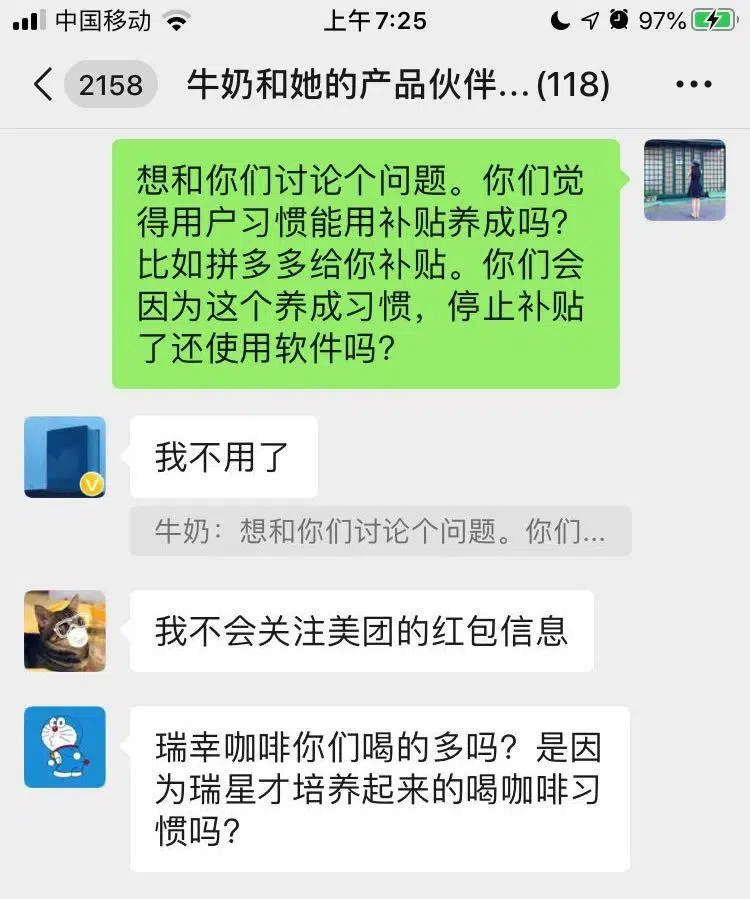 中国移动 上午7:25 97%
2158 牛奶和她的产品伙伴...(118)
想和你们讨论个问题。你们觉
得用户习惯能用补贴养成吗？
比如拼多多给你补贴。你们会
因为这个养成习惯，停止补贴
了还使用软件吗？
我不用了
牛奶：想和你们讨论个问题。你们...
我不会关注美团的红包信息
瑞幸咖啡你们喝的多吗？是因
为瑞星才培养起来的喝咖啡习
惯吗？